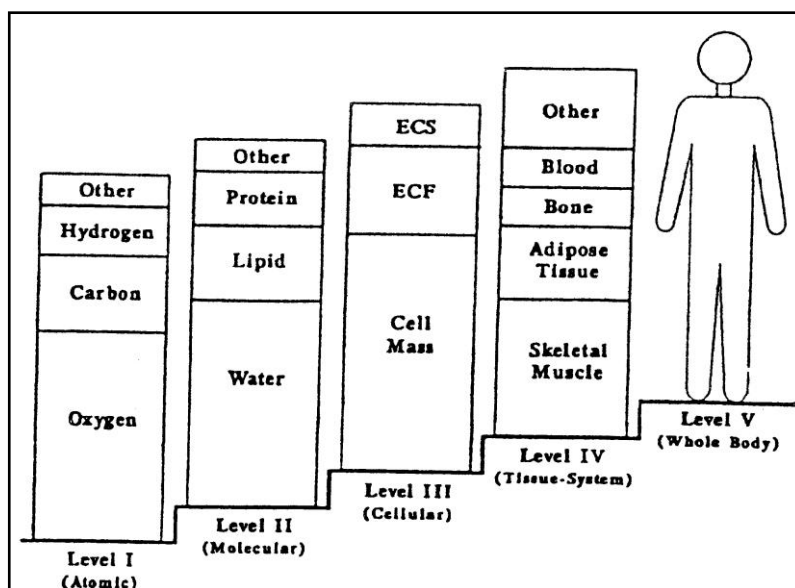 Other
Hydrogen
Carbon
Oxygen
Level I
(Atomic)
Other
Protein
Lipid
Water
Level II
(Molecular)
ECS
ECF
Cell
Mass
Level III
(Cellular)
Other
Blood
Bone
Adipose
Tissue
Skeletal
Muscle
Level IV
(Tissue-System)
Level V
(Whole Body)